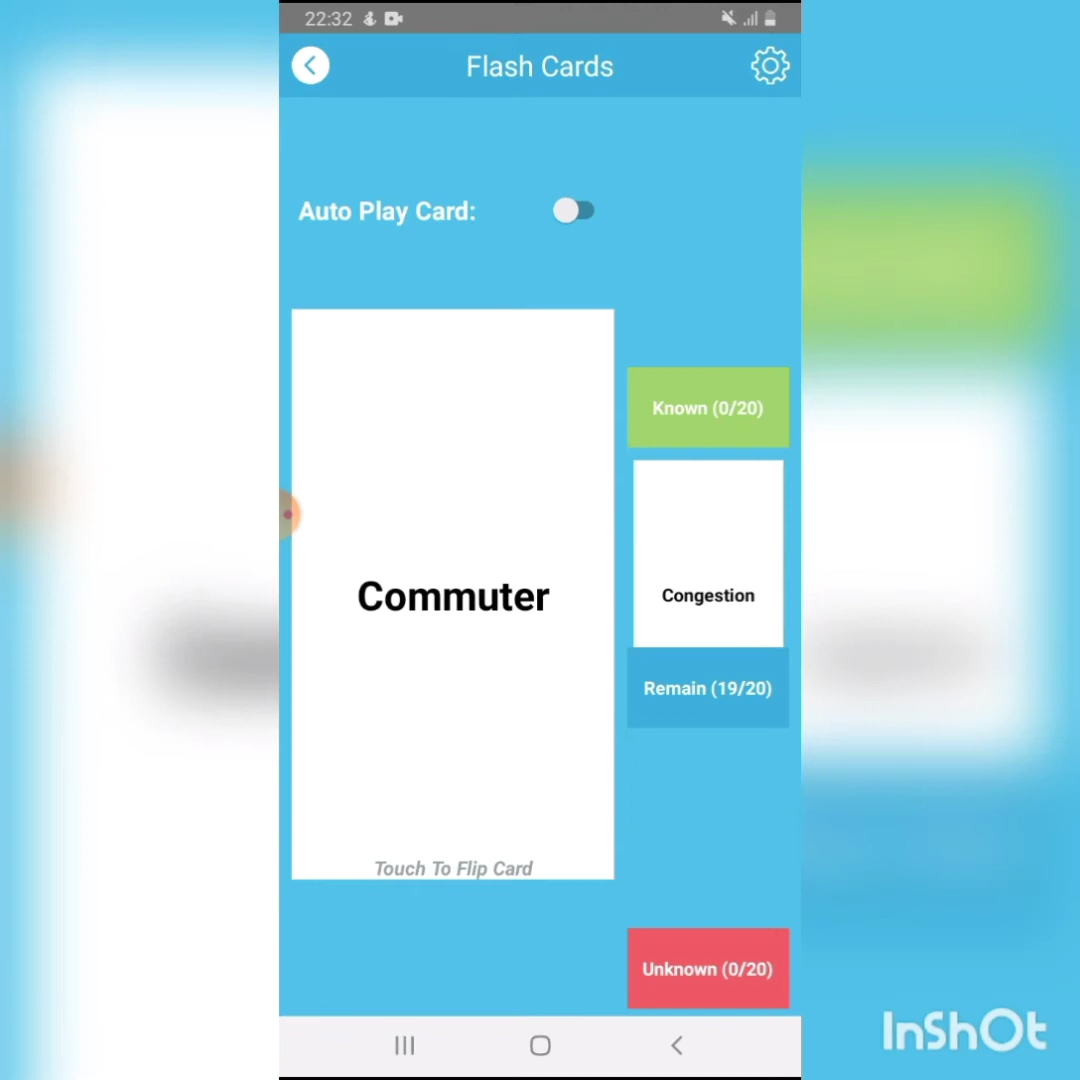 22:32
Flash Cards
Auto Play Card:
Known (0/20)
Commuter
Congestion
Remain (19/20)
Touch To Flip Card
Unknown (0/20)
InShOt